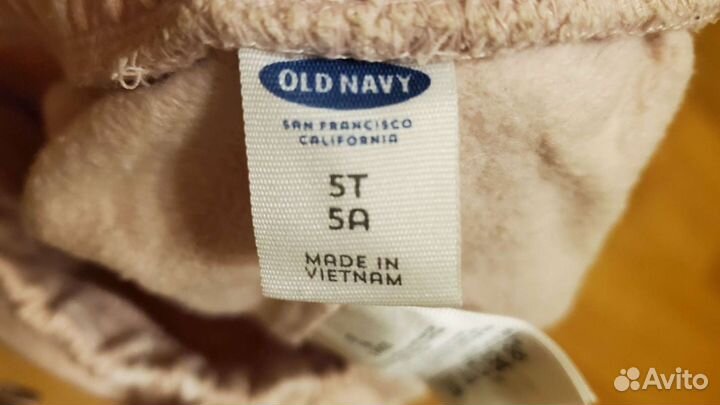 OLD NAVY
SAN FRANCISCO
CALIFORNIA
5T
5A
MADE IN
VIETNAM
Avito